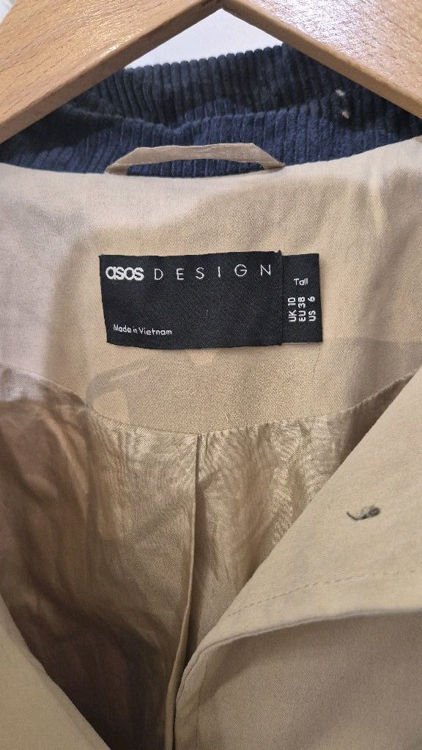 asos DESIGN
Made in Vietnam
Tall
UK 10
EU 38
US 6